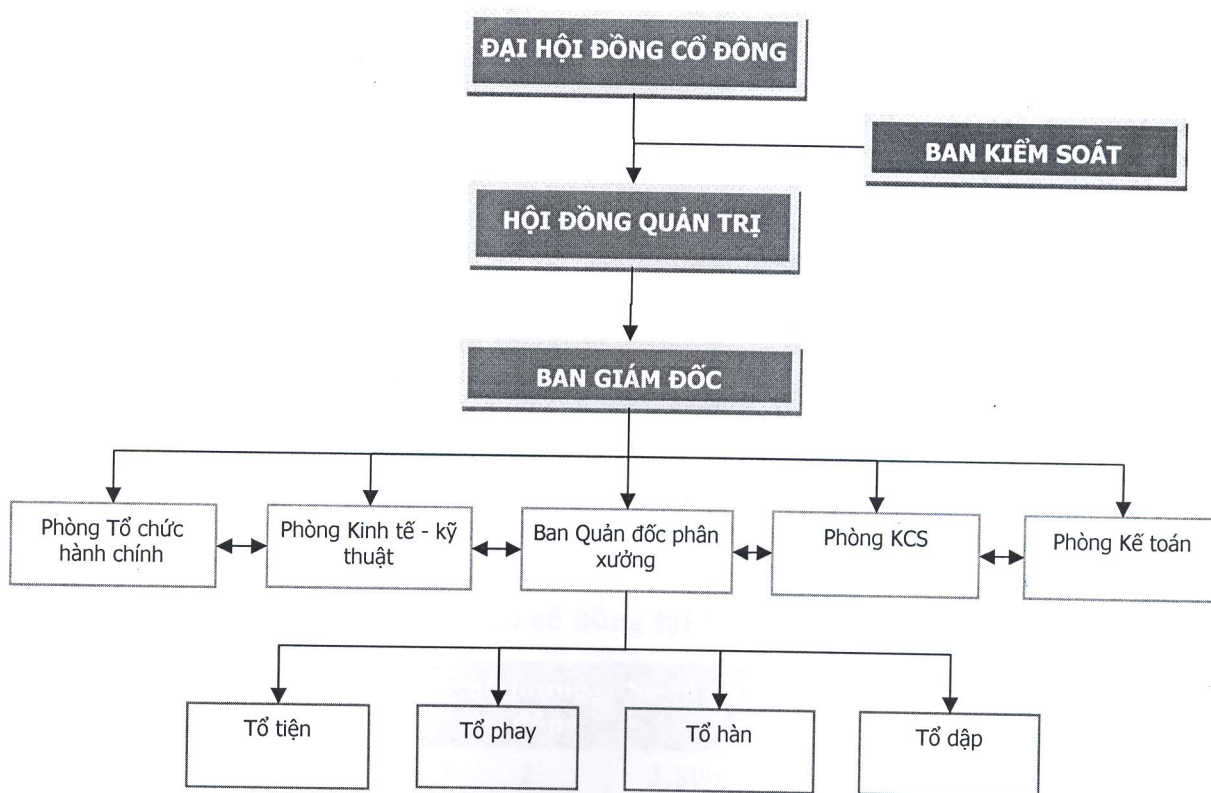 ĐẠI HỘI ĐỒNG CỔ ĐÔNG
BAN KIỂM SOÁT
HỘI ĐỒNG QUẢN TRỊ
BAN GIÁM ĐỐC
Phòng Tổ chức
hành chính
Phòng Kinh tế - kỹ
thuật
Ban Quản đốc phân
xưởng
Phòng KCS
Phòng Kế toán
Tổ tiện
Tổ phay
Tổ hàn
Tổ dập